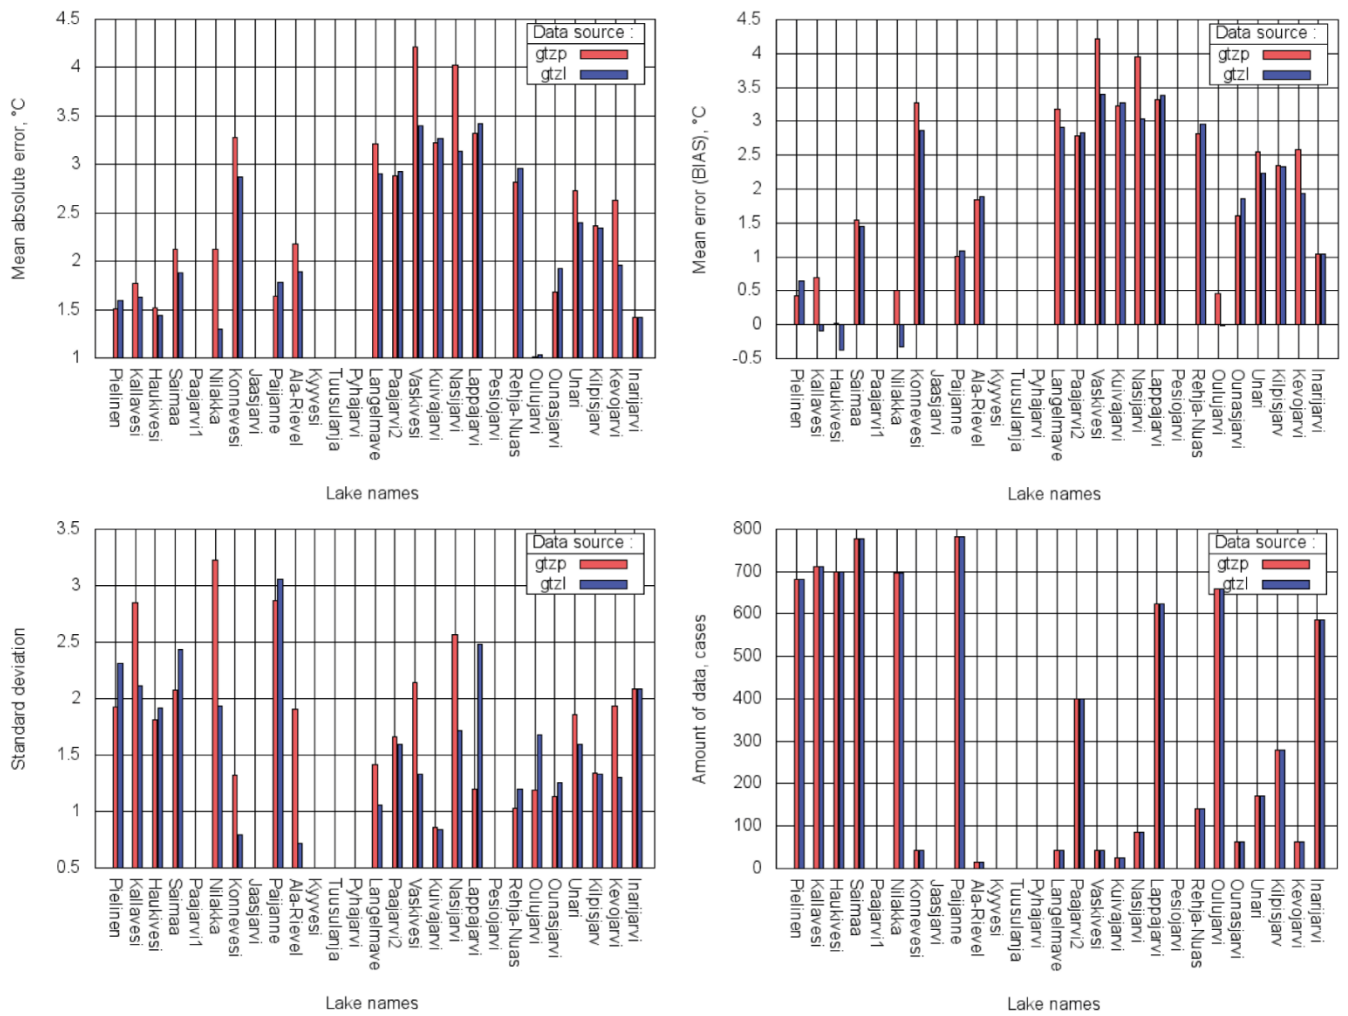 4.5
4
3.5
3
2.5
2
1.5
1
Mean absolute error, °C
Data source :
gtzp
gtzl
Pielinen
Kallavesi
Haukivesi
Saimaa
Paajarvi1
Nilakka
Konnevesi
Jaasjarvi
Paijanne
Ala-Rievel
Kyyvesi
Tuusulanja
Pyhajarvi
Langelmave
Paajarvi2
Vaskivesi
Kuivajarvi
Nasijarvi
Lappajarvi
Pesiojarvi
Rehja-Nuas
Oulujarvi
Ounasjarvi
Unari
Kilpisjarv
Kevojarvi
Inarijarvi
Lake names
4.5
4
3.5
3
2.5
2
1.5
1
0.5
0
-0.5
Mean error (BIAS), °C
Data source :
gtzp
gtzl
Pielinen
Kallavesi
Haukivesi
Saimaa
Paajarvi1
Nilakka
Konnevesi
Jaasjarvi
Paijanne
Ala-Rievel
Kyyvesi
Tuusulanja
Pyhajarvi
Langelmave
Paajarvi2
Vaskivesi
Kuivajarvi
Nasijarvi
Lappajarvi
Pesiojarvi
Rehja-Nuas
Oulujarvi
Ounasjarvi
Unari
Kilpisjarv
Kevojarvi
Inarijarvi
Lake names
3.5
3
2.5
2
1.5
1
0.5
Standard deviation
Data source :
gtzp
gtzl
Pielinen
Kallavesi
Haukivesi
Saimaa
Paajarvi1
Nilakka
Konnevesi
Jaasjarvi
Paijanne
Ala-Rievel
Kyyvesi
Tuusulanja
Pyhajarvi
Langelmave
Paajarvi2
Vaskivesi
Kuivajarvi
Nasijarvi
Lappajarvi
Pesiojarvi
Rehja-Nuas
Oulujarvi
Ounasjarvi
Unari
Kilpisjarv
Kevojarvi
Inarijarvi
Lake names
800
700
600
500
400
300
200
100
0
Amount of data, cases
Data source :
gtzp
gtzl
Pielinen
Kallavesi
Haukivesi
Saimaa
Paajarvi1
Nilakka
Konnevesi
Jaasjarvi
Paijanne
Ala-Rievel
Kyyvesi
Tuusulanja
Pyhajarvi
Langelmave
Paajarvi2
Vaskivesi
Kuivajarvi
Nasijarvi
Lappajarvi
Pesiojarvi
Rehja-Nuas
Oulujarvi
Ounasjarvi
Unari
Kilpisjarv
Kevojarvi
Inarijarvi
Lake names